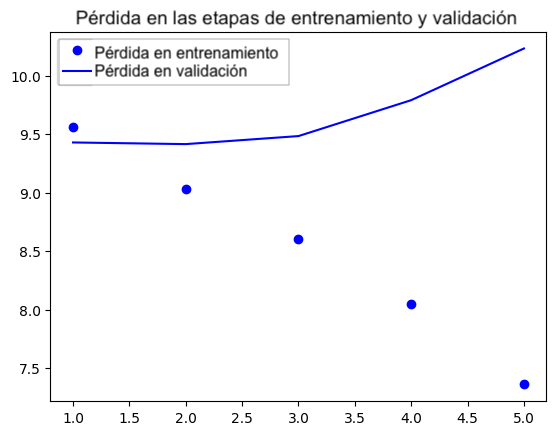 Pérdida en las etapas de entrenamiento y validación
Pérdida en entrenamiento
Pérdida en validación
10.0
9.5
9.0
8.5
8.0
7.5
1.0 1.5 2.0 2.5 3.0 3.5 4.0 4.5 5.0